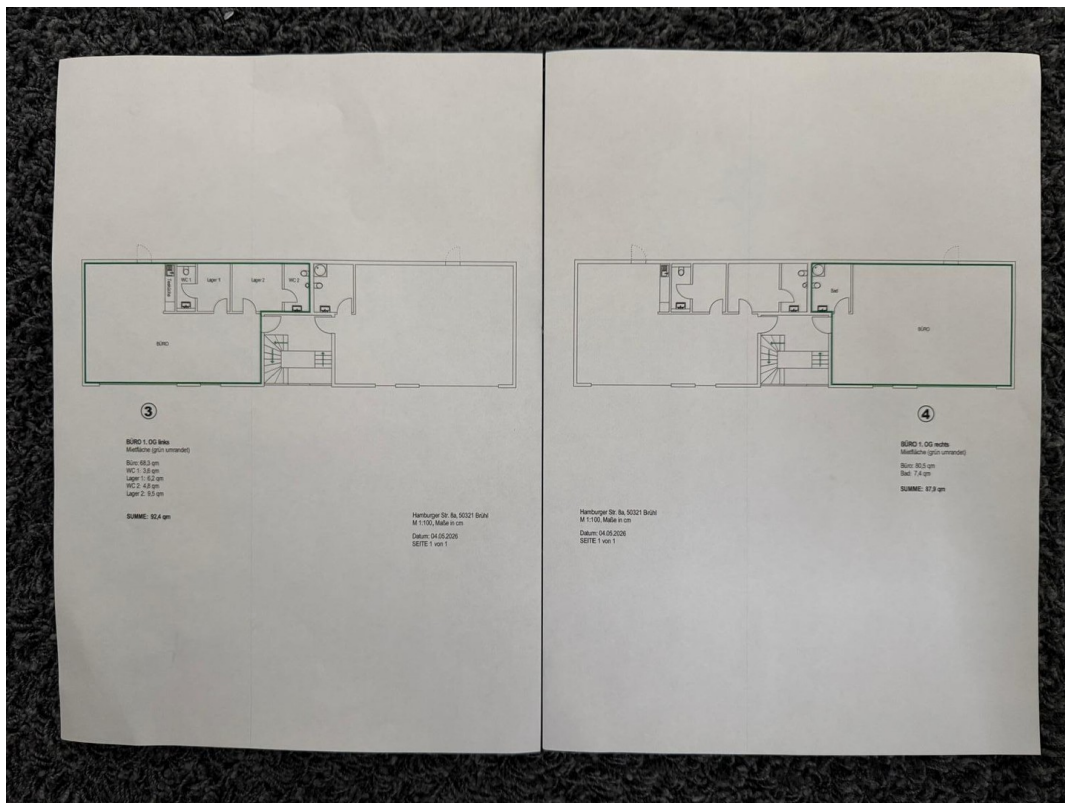 WC 1
Lager 1
Lager 2
WC 2
Teeküche
BÜRO
3
BÜRO 1. OG links
Mietfläche (grün umrandet)
Büro: 68,3 qm
WC 1: 3,6 qm
Lager 1: 6,2 qm
WC 2: 4,8 qm
Lager 2: 9,5 qm
SUMME: 92,4 qm
Hamburger Str. 8a, 50321 Brühl
M 1:100, Maße in cm
Datum: 04.05.2026
SEITE 1 von 1
Bad
BÜRO
4
BÜRO 1. OG rechts
Mietfläche (grün umrandet)
Büro: 80,5 qm
Bad: 7,4 qm
SUMME: 87,9 qm
Hamburger Str. 8a, 50321 Brühl
M 1:100, Maße in cm
Datum: 04.05.2026
SEITE 1 von 1